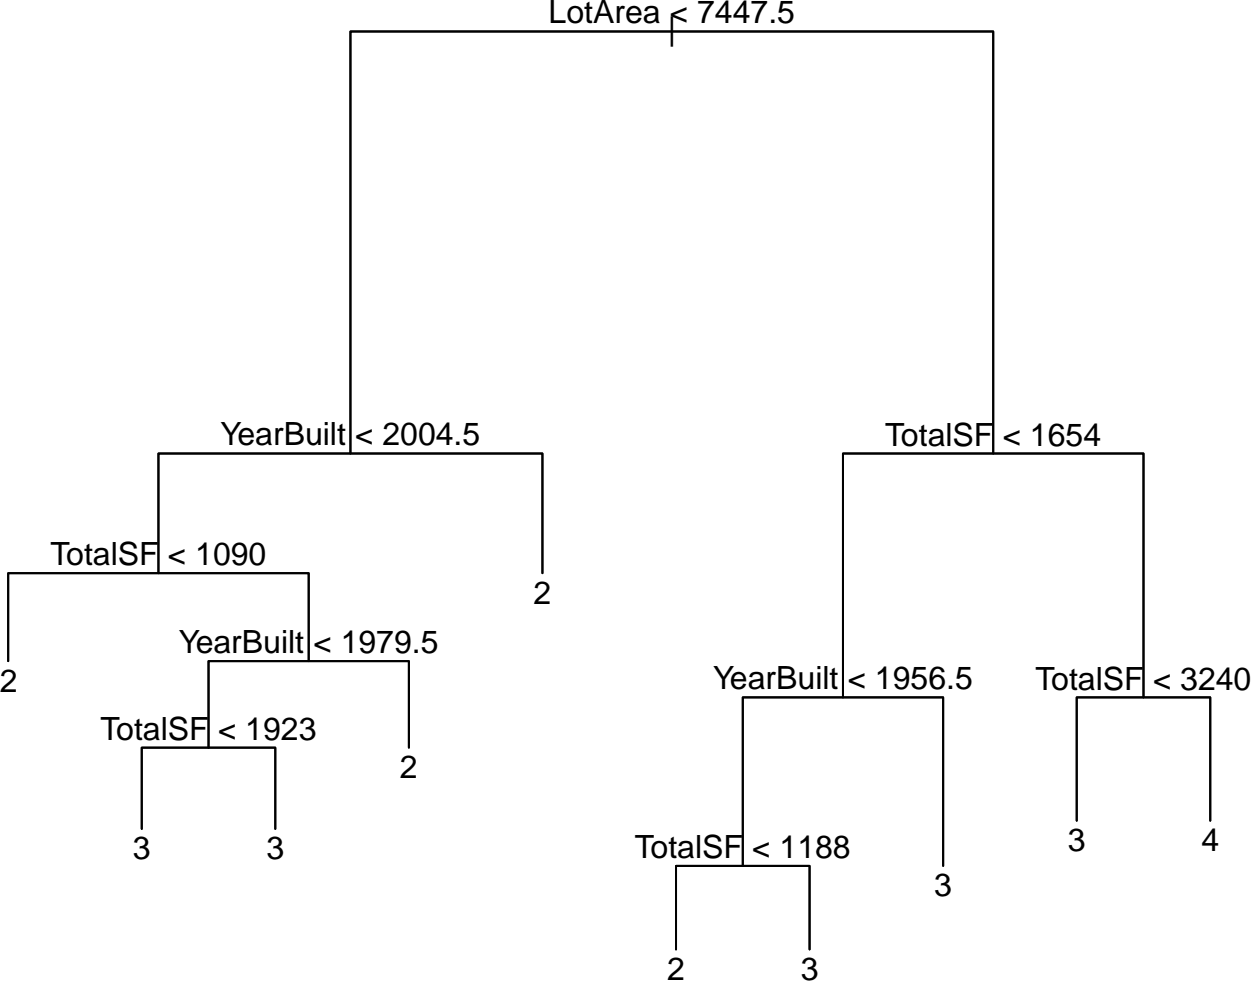 LotArea < 7447.5
YearBuilt < 2004.5
TotalSF < 1654
TotalSF < 1090
2
YearBuilt < 1979.5
2
YearBuilt < 1956.5
TotalSF < 3240
TotalSF < 1923
2
3
3
3
4
TotalSF < 1188
3
2
3